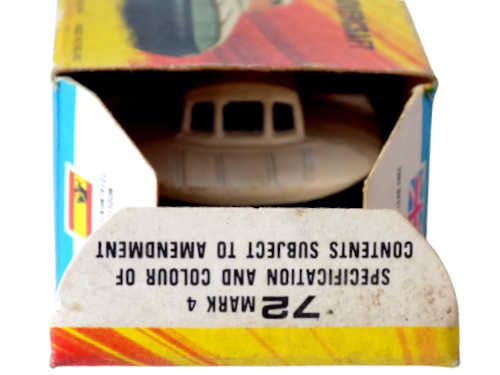 72 MARK 4
SPECIFICATION AND COLOUR OF
CONTENTS SUBJECT TO AMENDMENT